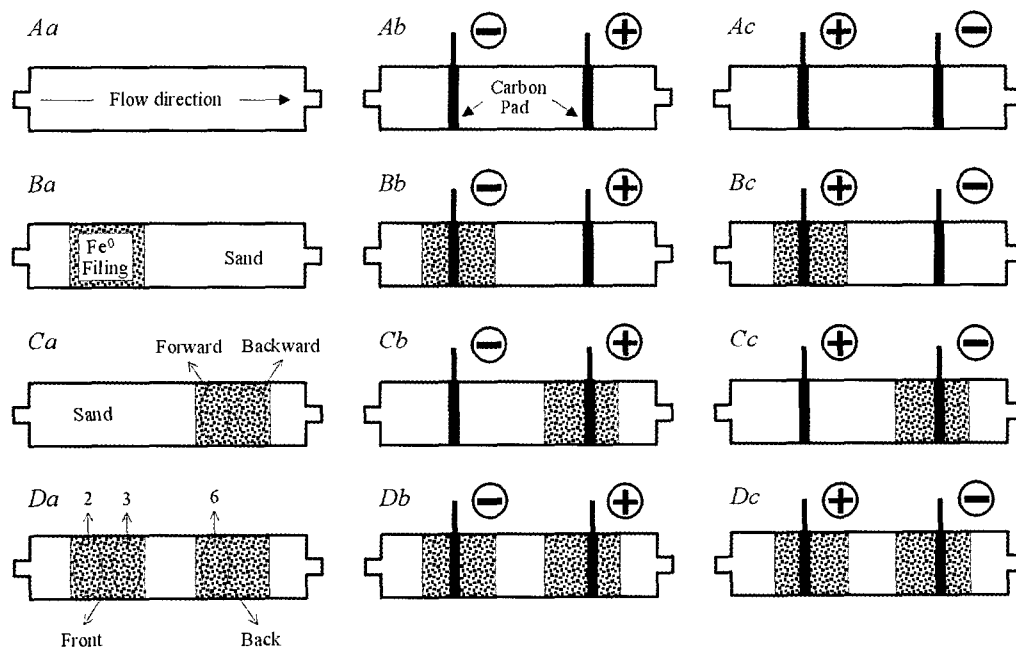 Aa
Flow direction
Ab
− +
Carbon
Pad
Ac
+ −
Ba
Fe⁰
Filing
Sand
Bb
− +
Bc
+ −
Ca
Forward Backward
Sand
Cb
− +
Cc
+ −
Da
2 3 6
Front Back
Db
− +
Dc
+ −